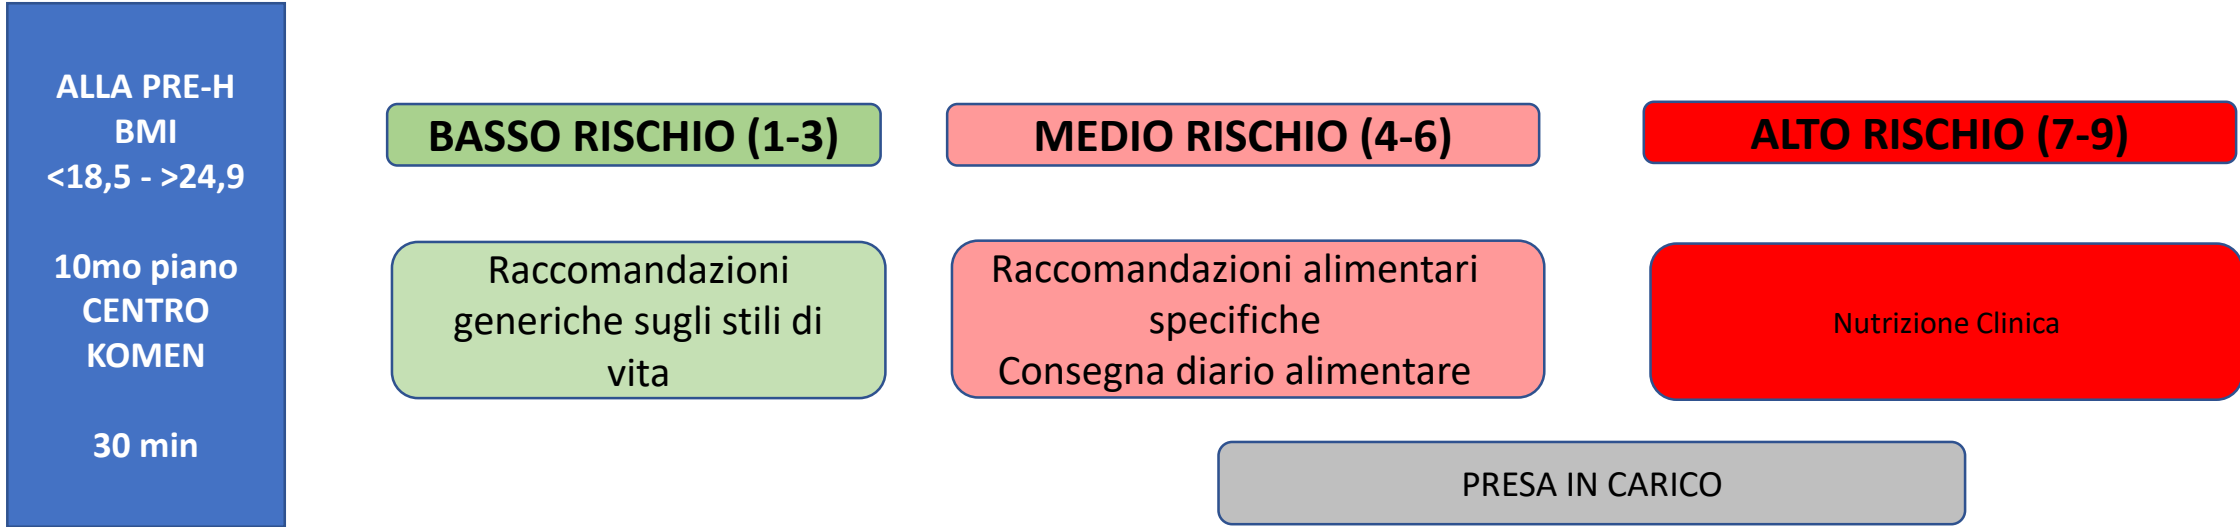 ALLA PRE-H
BMI
<18,5 - >24,9
10mo piano
CENTRO
KOMEN
30 min
BASSO RISCHIO (1-3)
MEDIO RISCHIO (4-6)
ALTO RISCHIO (7-9)
Raccomandazioni
generiche sugli stili di
vita
Raccomandazioni alimentari
specifiche
Consegna diario alimentare
Nutrizione Clinica
PRESA IN CARICO